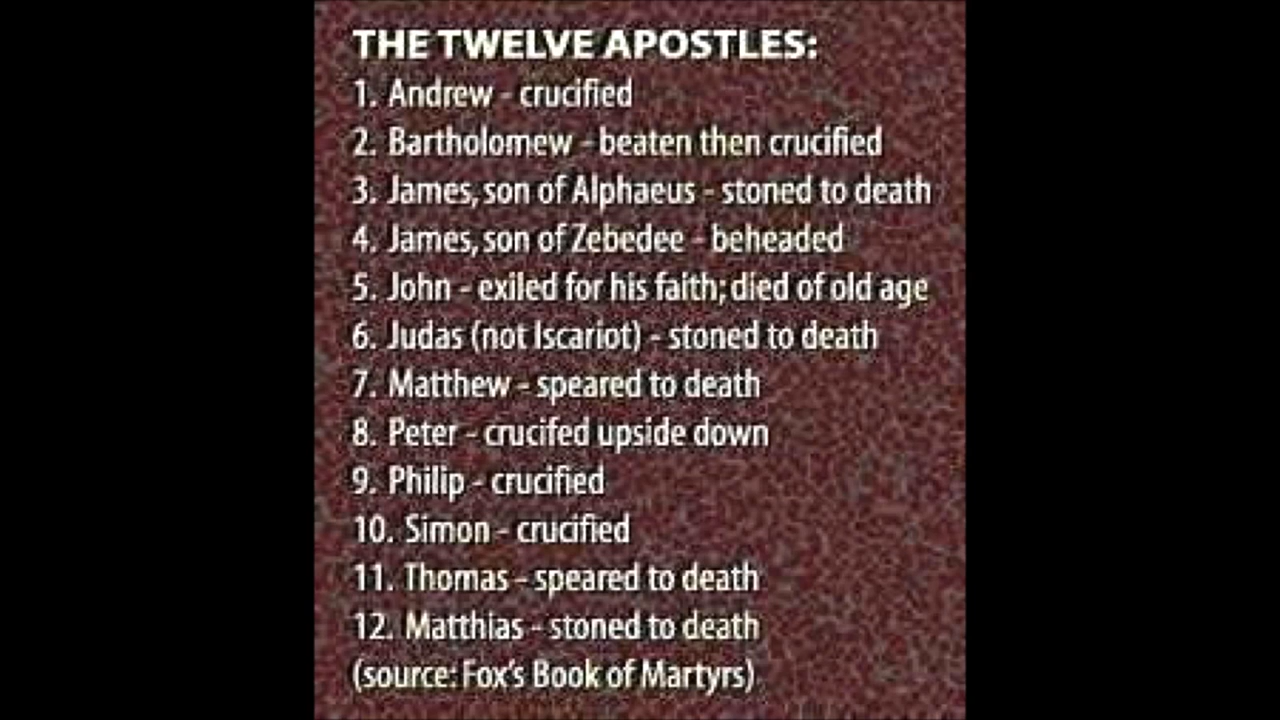 THE TWELVE APOSTLES:
1. Andrew - crucified
2. Bartholomew - beaten then crucified
3. James, son of Alphaeus - stoned to death
4. James, son of Zebedee - beheaded
5. John - exiled for his faith; died of old age
6. Judas (not Iscariot) - stoned to death
7. Matthew - speared to death
8. Peter - crucifed upside down
9. Philip - crucified
10. Simon - crucified
11. Thomas - speared to death
12. Matthias - stoned to death
(source: Fox's Book of Martyrs)